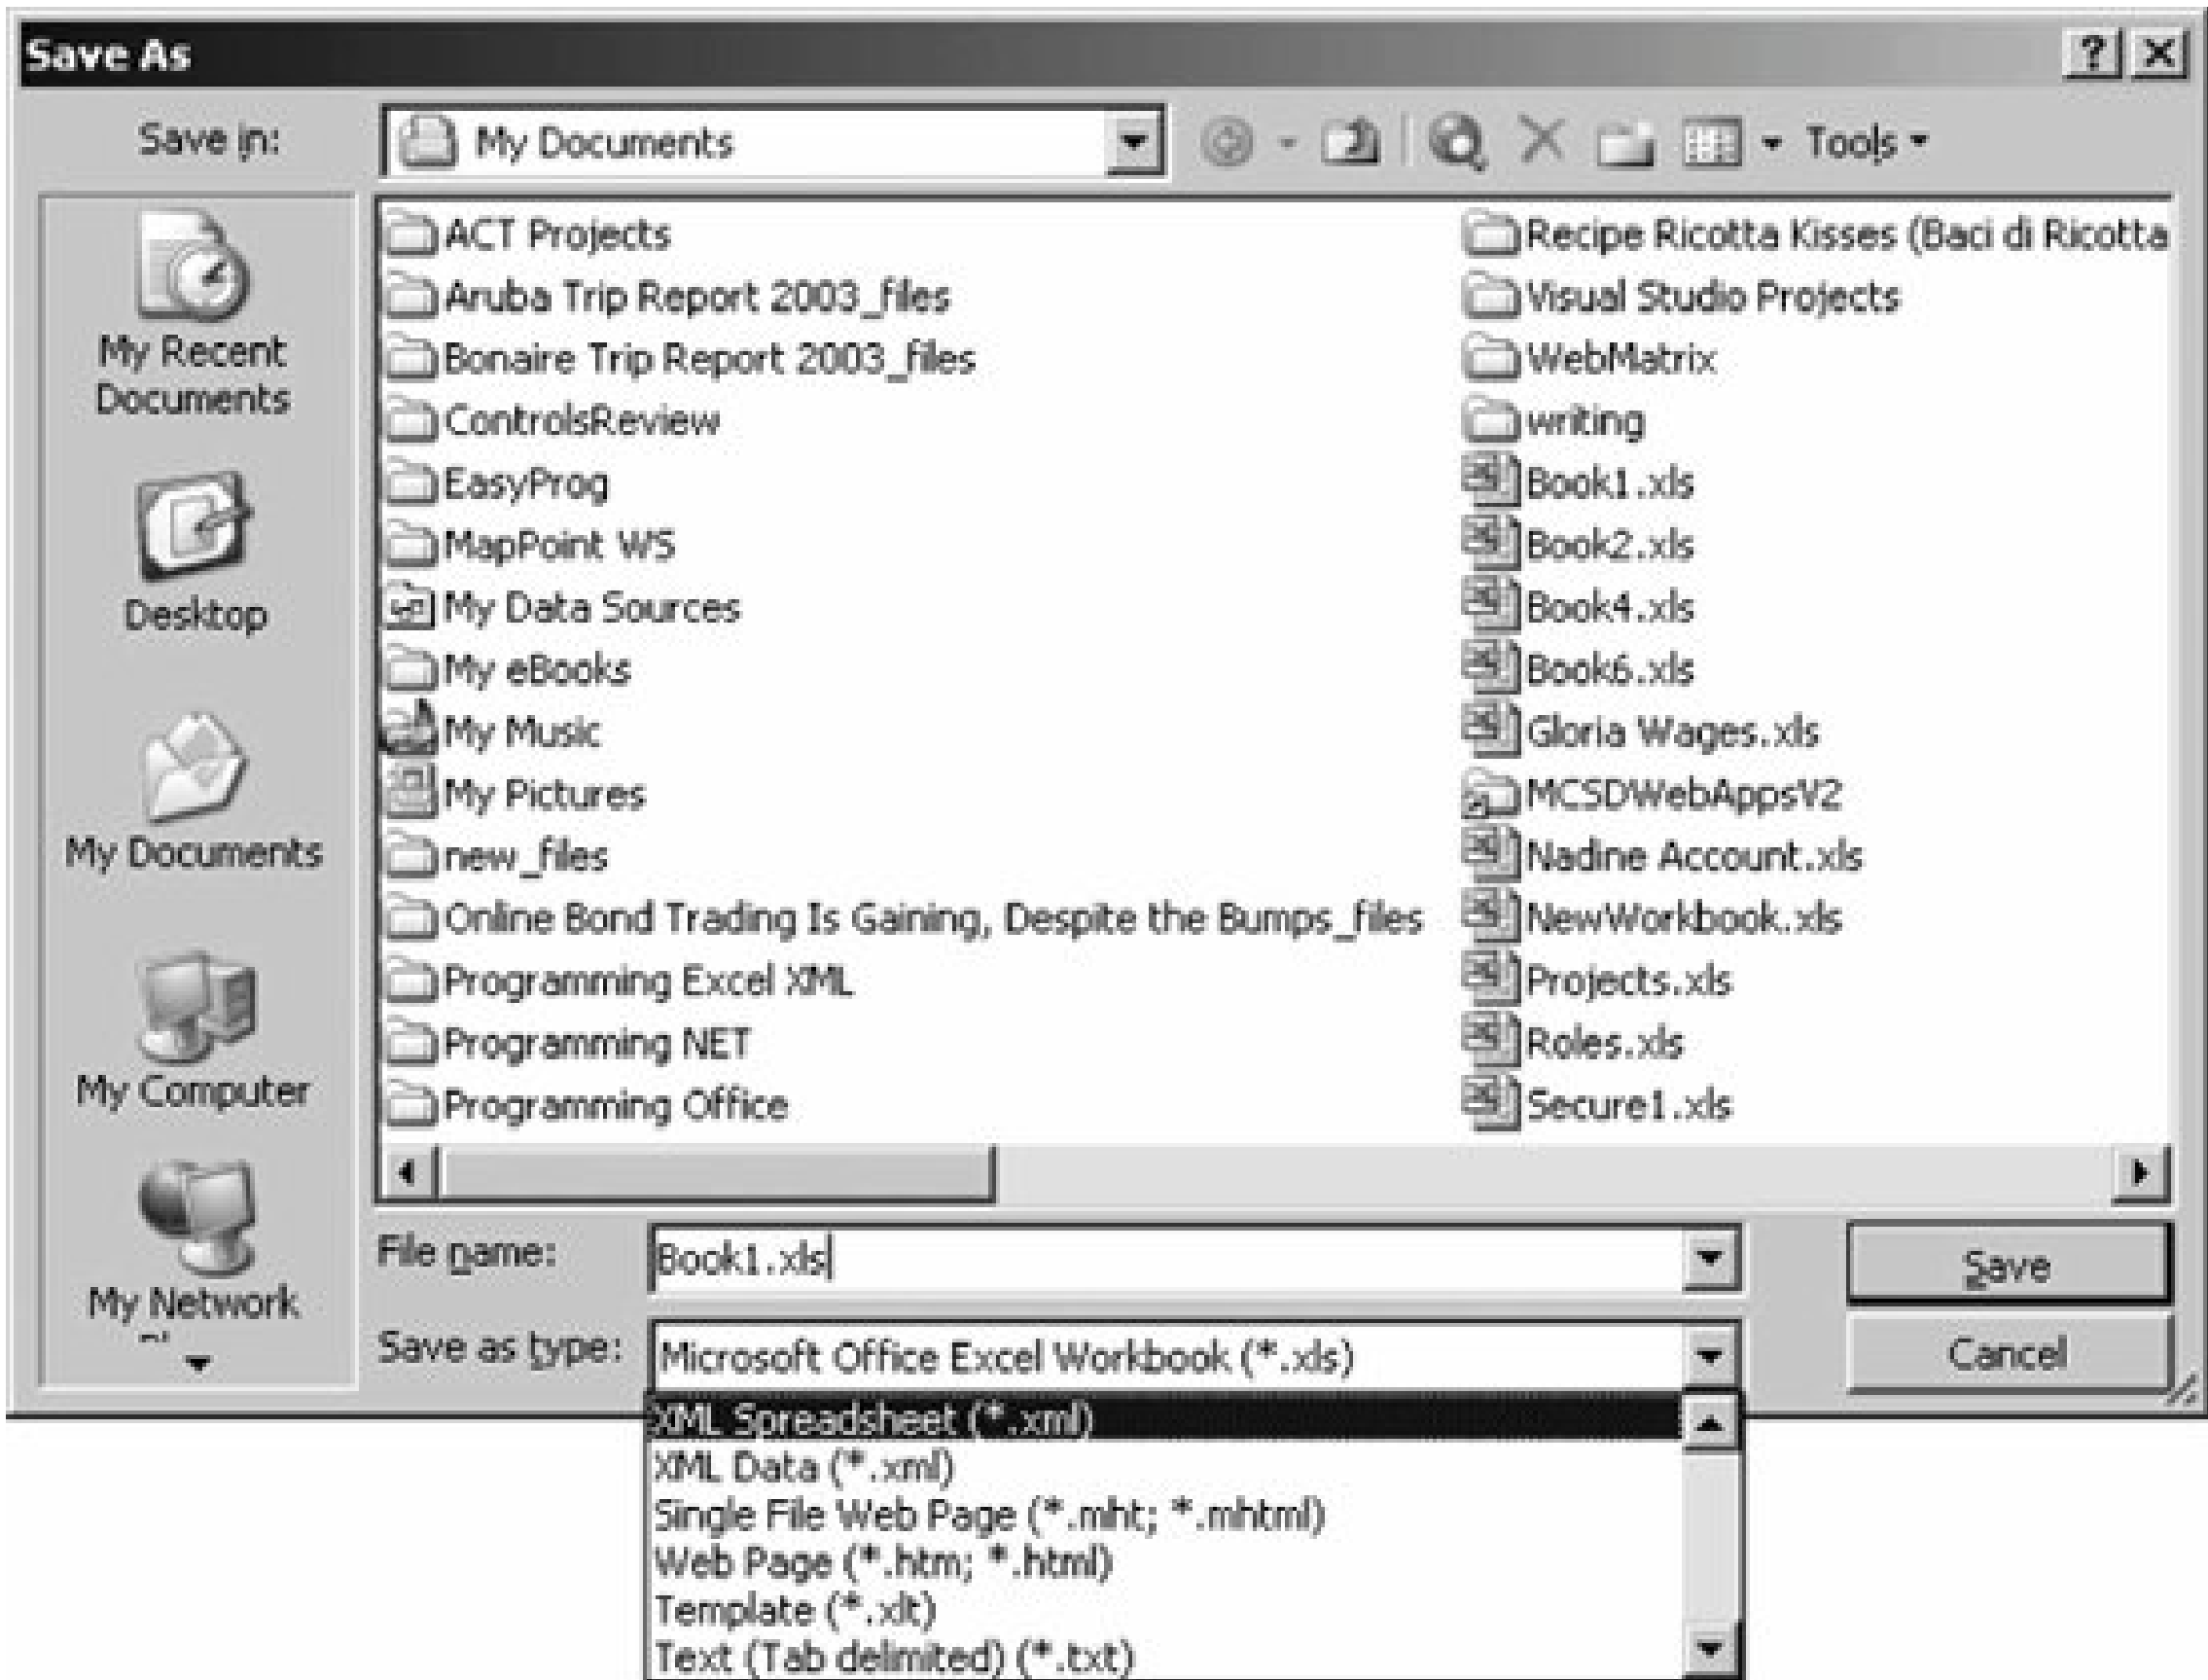 Save As
Save in:
My Documents
Tools
My Recent
Documents
Desktop
My Documents
My Computer
My Network
ACT Projects
Aruba Trip Report 2003_files
Bonaire Trip Report 2003_files
ControlsReview
EasyProg
MapPoint WS
My Data Sources
My eBooks
My Music
My Pictures
new_files
Online Bond Trading Is Gaining, Despite the Bumps_files
Programming Excel XML
Programming NET
Programming Office
Recipe Ricotta Kisses (Baci di Ricotta
Visual Studio Projects
WebMatrix
writing
Book1.xls
Book2.xls
Book4.xls
Book6.xls
Gloria Wages.xls
MCSDWebAppsV2
Nadine Account.xls
NewWorkbook.xls
Projects.xls
Roles.xls
Secure1.xls
File name:
Book1.xls
Save
Save as type:
Microsoft Office Excel Workbook (*.xls)
Cancel
XML Spreadsheet (*.xml)
XML Data (*.xml)
Single File Web Page (*.mht; *.mhtml)
Web Page (*.htm; *.html)
Template (*.xlt)
Text (Tab delimited) (*.txt)